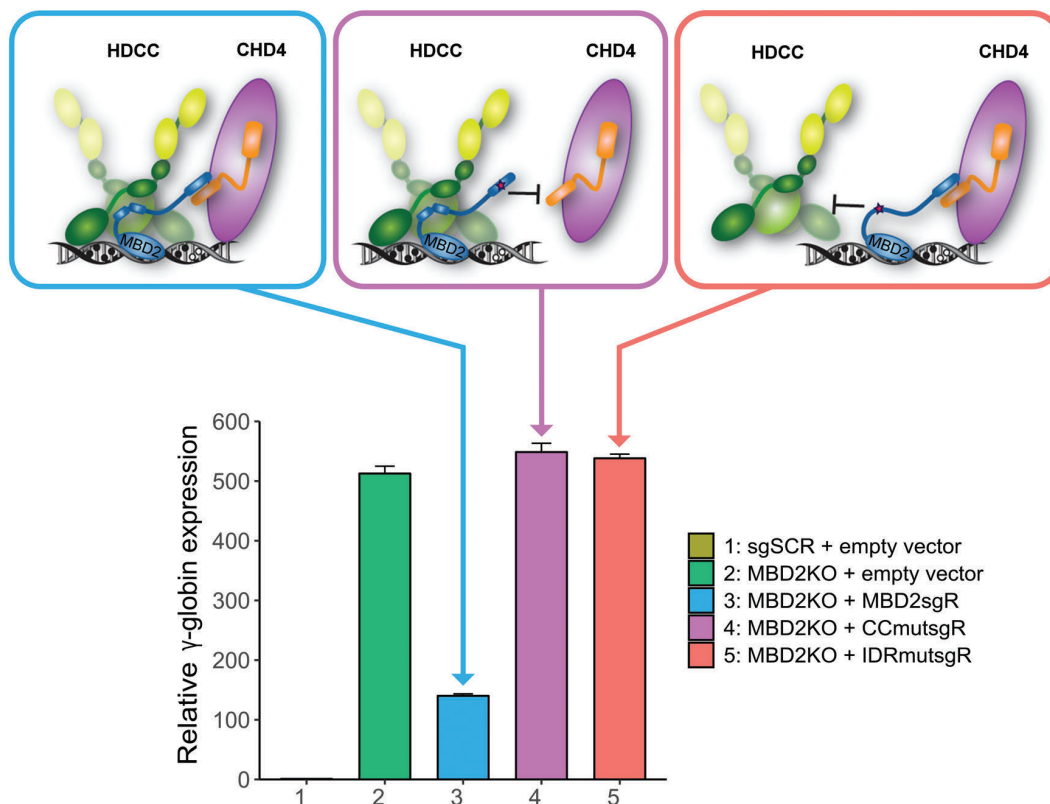 HDCC
CHD4
MBD2
HDCC
CHD4
MBD2
HDCC
CHD4
MBD2
Relative γ-globin expression
600
500
400
300
200
100
0
1
2
3
4
5
1: sgSCR + empty vector
2: MBD2KO + empty vector
3: MBD2KO + MBD2sgR
4: MBD2KO + CCmutsgR
5: MBD2KO + IDRmutsgR